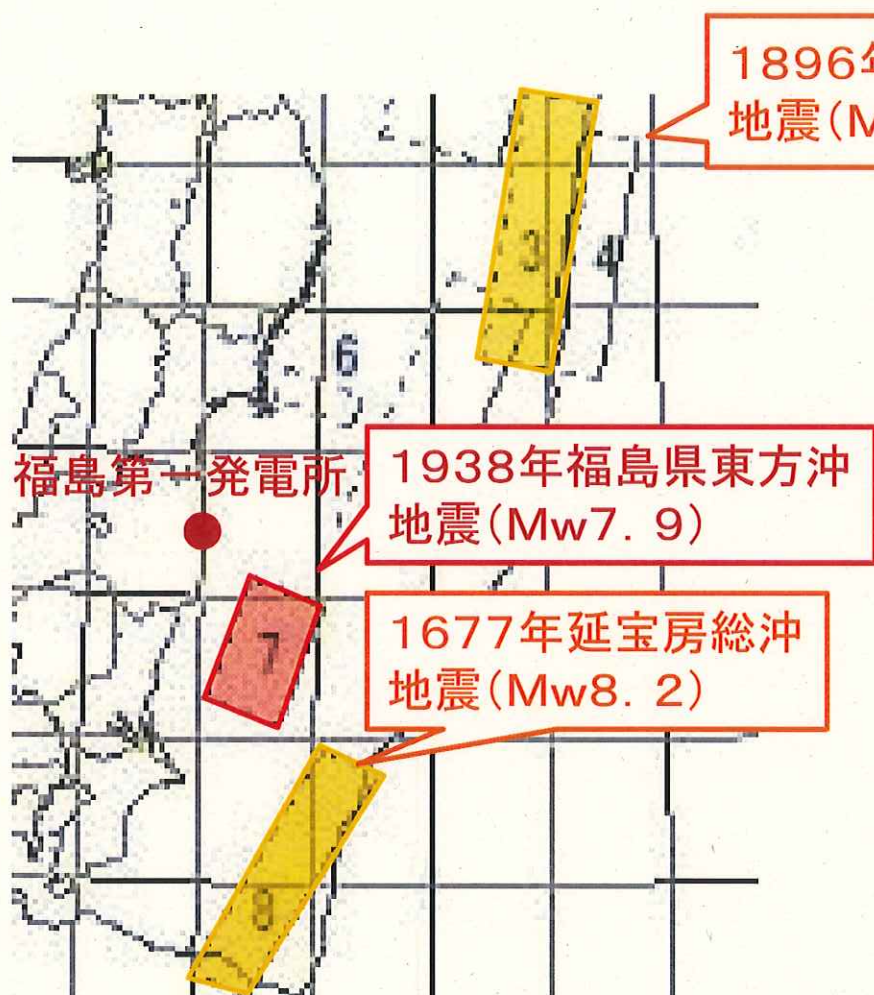 1896年
地震(M
3
4
6
福島第一発電所
1938年福島県東方沖
地震(Mw7. 9)
7
1677年延宝房総沖
地震(Mw8. 2)
8